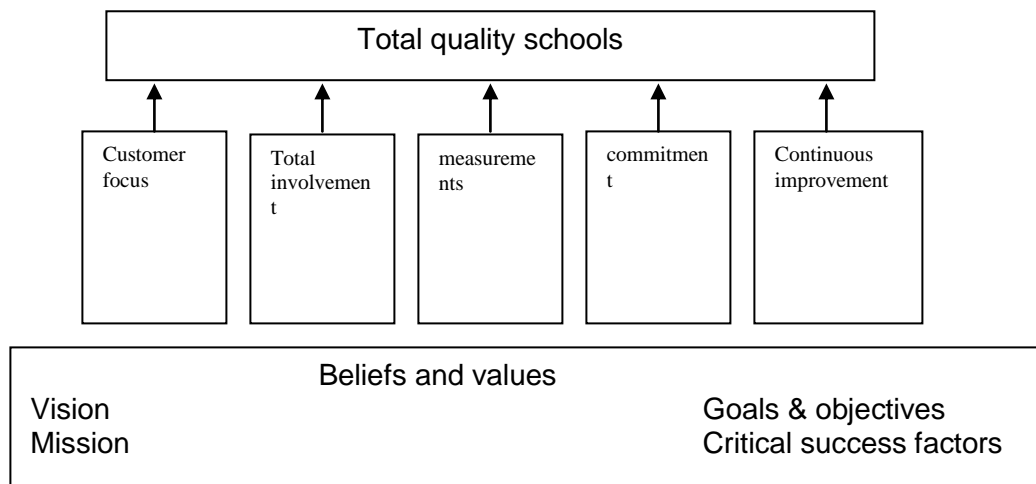 Total quality schools
Customer
focus
Total
involvemen
t
measureme
nts
commitmen
t
Continuous
improvement
Beliefs and values
Vision
Goals & objectives
Mission
Critical success factors